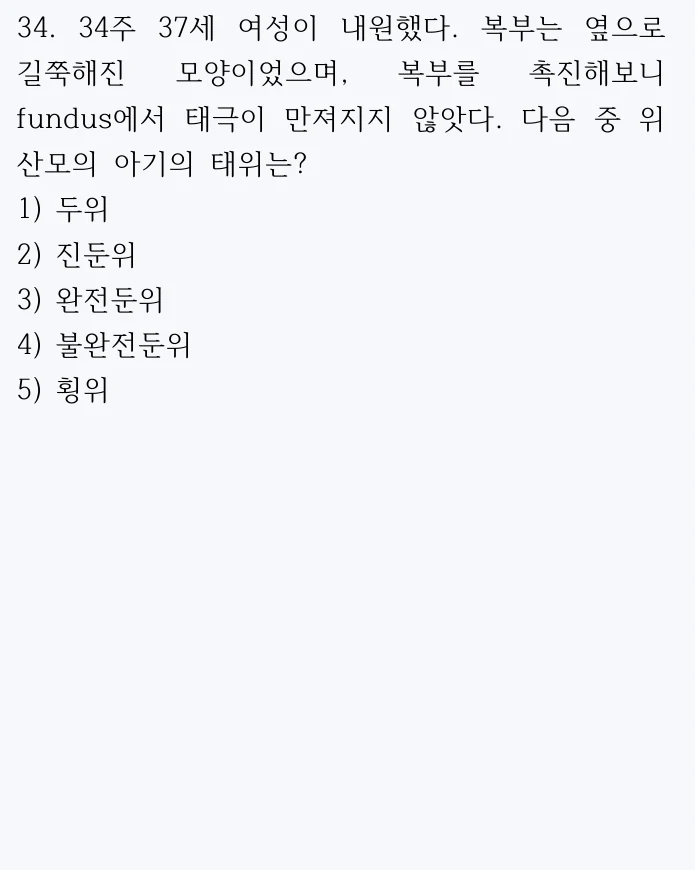 34. 34주 37세 여성이 내원했다. 복부는 옆으로
길쭉해진 모양이었으며, 복부를 촉진해보니
fundus에서 태극이 만져지지 않앗다. 다음 중 위
산모의 아기의 태위는?
1) 두위
2) 진둔위
3) 완전둔위
4) 불완전둔위
5) 횡위